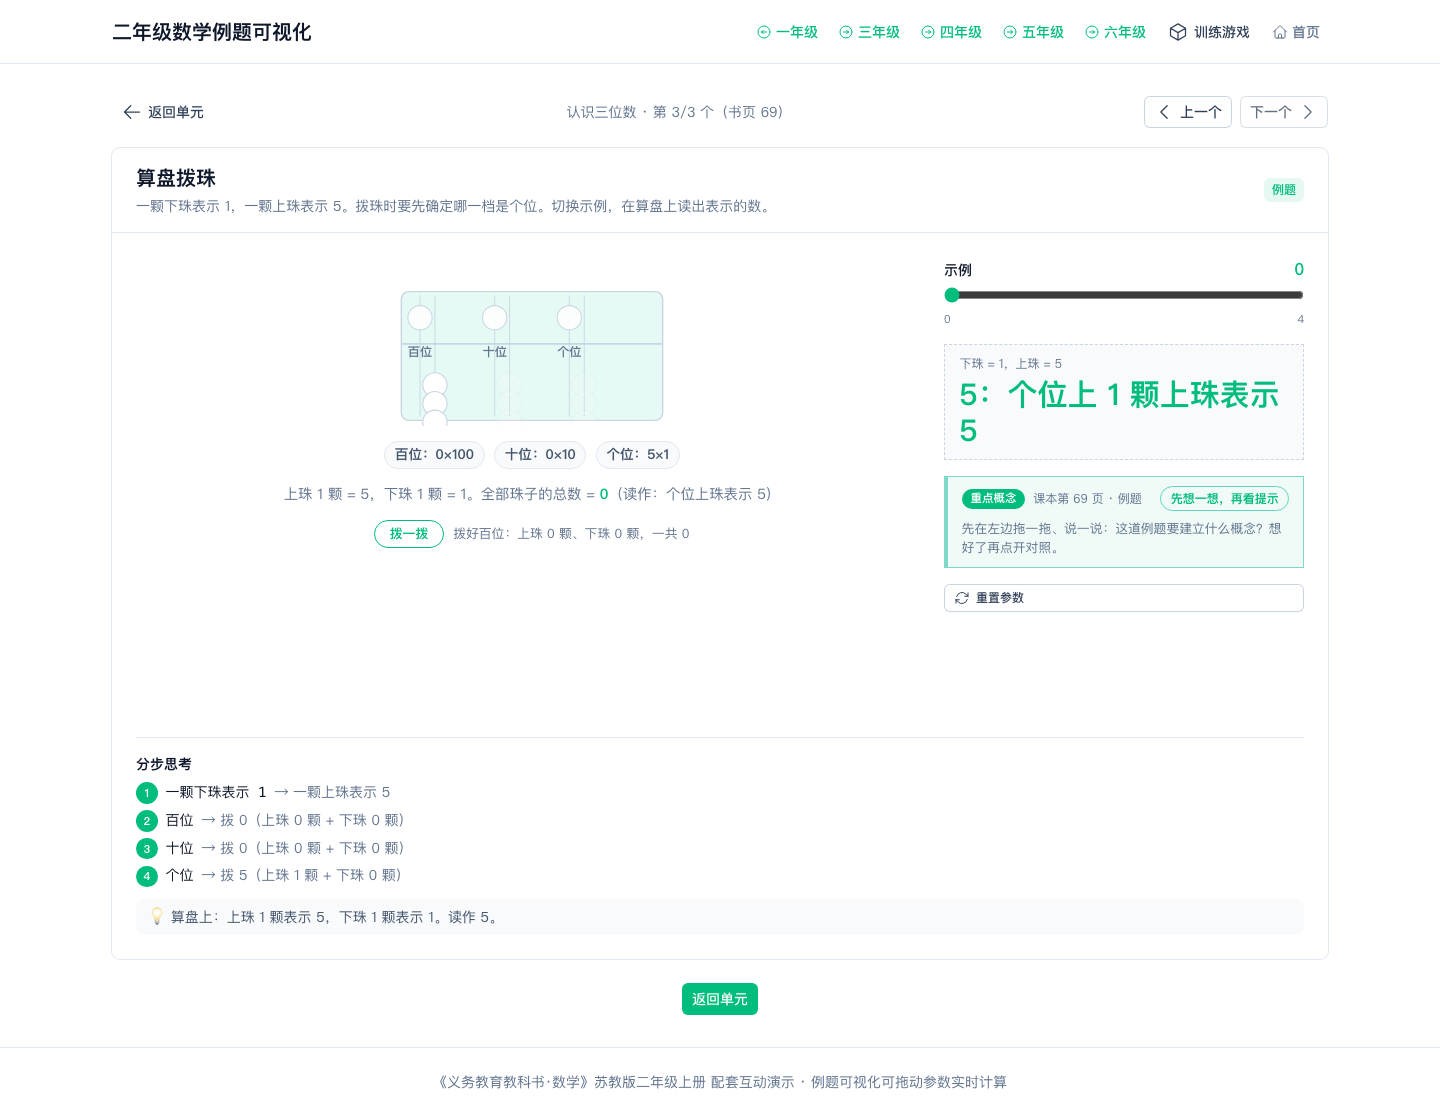 二年级数学例题可视化
一年级 三年级 四年级 五年级 六年级 训练游戏 首页
返回单元 认识三位数 · 第 3/3 个（书页 69） 上一个 下一个
算盘拨珠
一颗下珠表示 1，一颗上珠表示 5。拨珠时要先确定哪一档是个位。切换示例，在算盘上读出表示的数。
例题
百位 十位 个位
百位：0×100 十位：0×10 个位：5×1
上珠 1 颗 = 5，下珠 1 颗 = 1。全部珠子的总数 = 0（读作：个位上珠表示 5）
拨一拨 拨好百位：上珠 0 颗、下珠 0 颗，一共 0
示例 0
0 4
下珠 = 1，上珠 = 5
5：个位上 1 颗上珠表示
5
重点概念 课本第 69 页 · 例题 先想一想，再看提示
先在左边拖一拖、说一说：这道例题要建立什么概念？想
好了再点开对照。
重置参数
分步思考
1 一颗下珠表示 1 → 一颗上珠表示 5
2 百位 → 拨 0（上珠 0 颗 + 下珠 0 颗）
3 十位 → 拨 0（上珠 0 颗 + 下珠 0 颗）
4 个位 → 拨 5（上珠 1 颗 + 下珠 0 颗）
算盘上：上珠 1 颗表示 5，下珠 1 颗表示 1。读作 5。
返回单元
《义务教育教科书·数学》苏教版二年级上册 配套互动演示 · 例题可视化可拖动参数实时计算